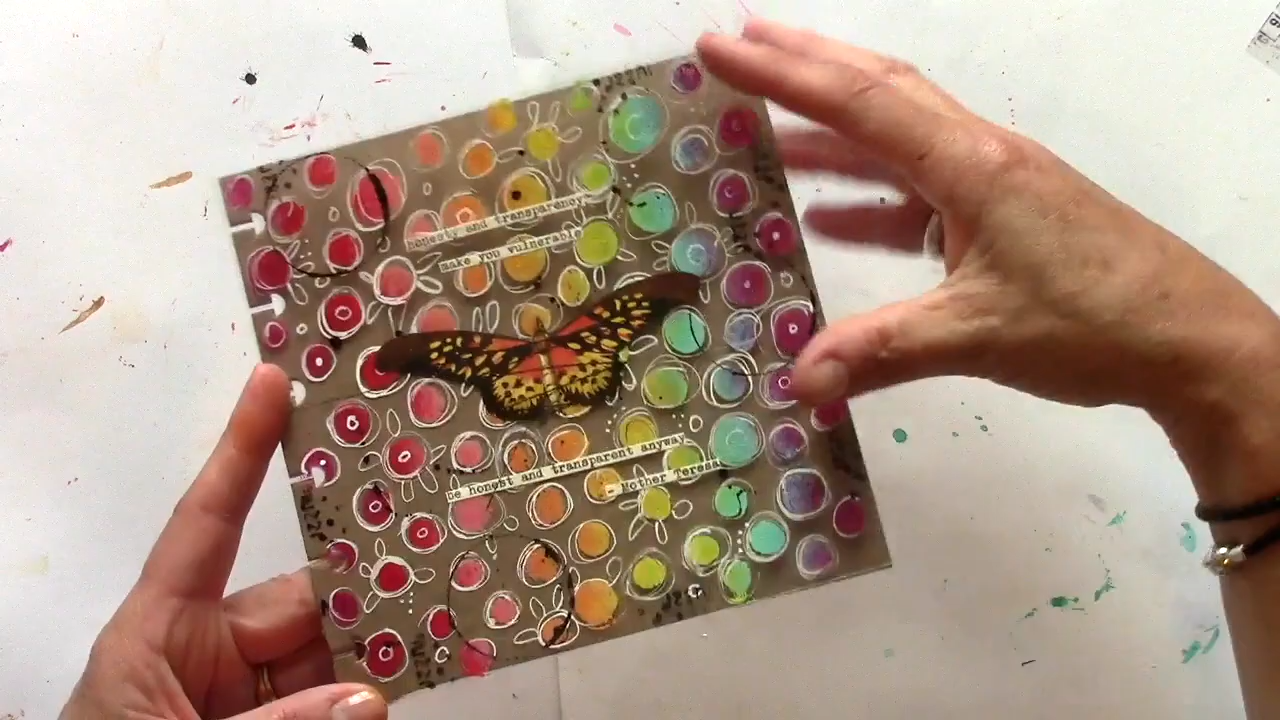 honesty and transparency
make you vulnerable
be honest and transparent anyway
- Mother Teresa